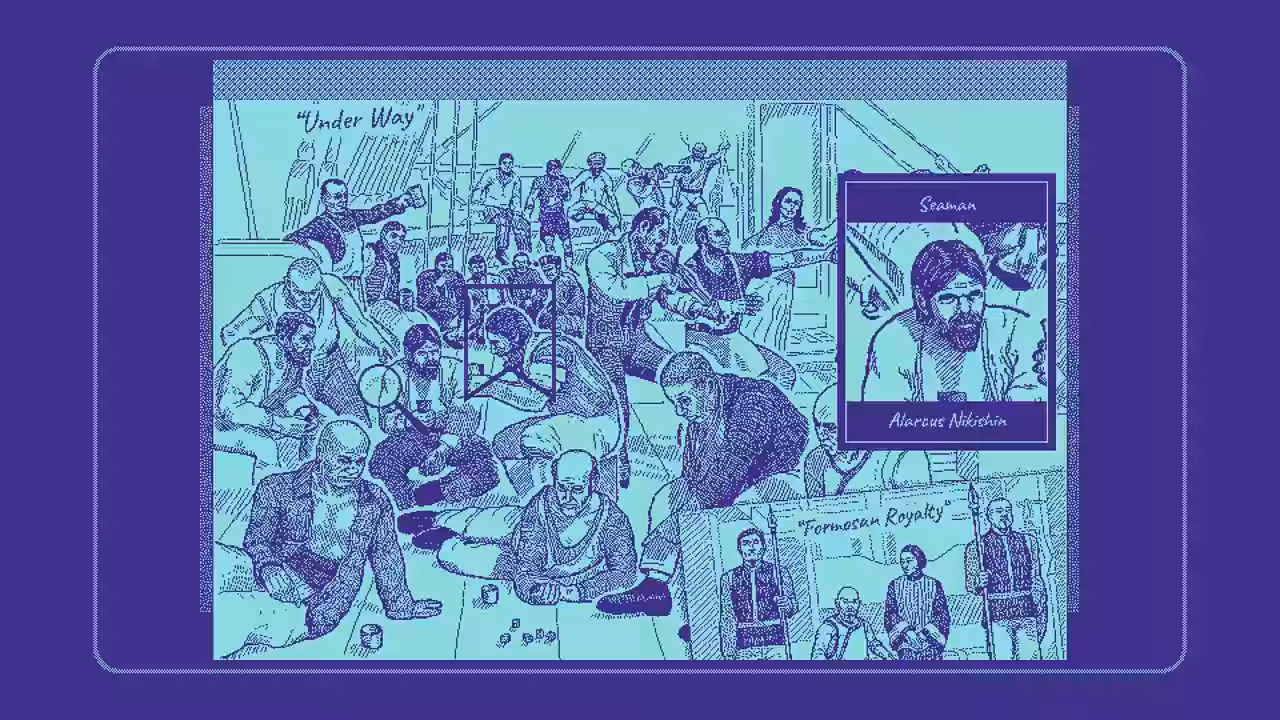 “Under Way”
Seaman
Alarcus Nikishin
“Formosan Royalty”